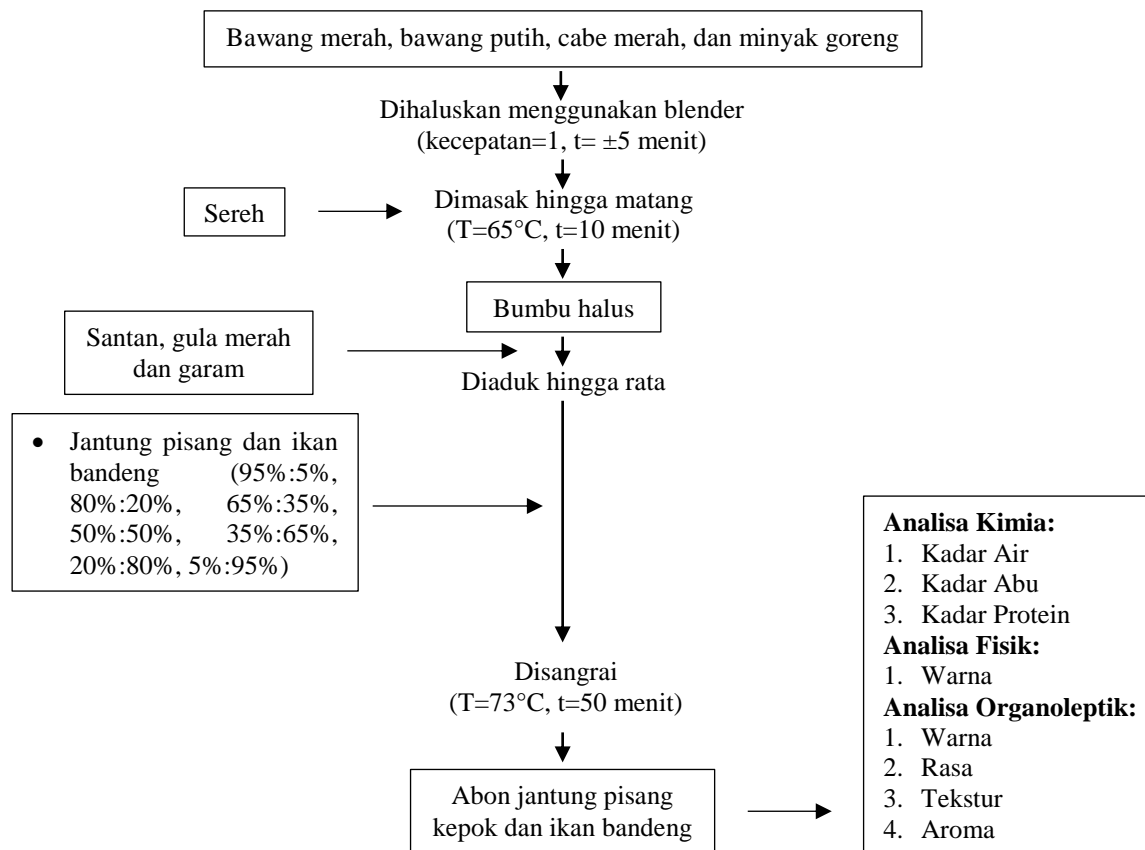 Bawang merah, bawang putih, cabe merah, dan minyak goreng
Dihaluskan menggunakan blender
(kecepatan=1, t= ±5 menit)
Sereh
Dimasak hingga matang
(T=65°C, t=10 menit)
Bumbu halus
Santan, gula merah
dan garam
Diaduk hingga rata
• Jantung pisang dan ikan
bandeng (95%:5%,
80%:20%, 65%:35%,
50%:50%, 35%:65%,
20%:80%, 5%:95%)
Disangrai
(T=73°C, t=50 menit)
Abon jantung pisang
kepok dan ikan bandeng
Analisa Kimia:
1. Kadar Air
2. Kadar Abu
3. Kadar Protein
Analisa Fisik:
1. Warna
Analisa Organoleptik:
1. Warna
2. Rasa
3. Tekstur
4. Aroma